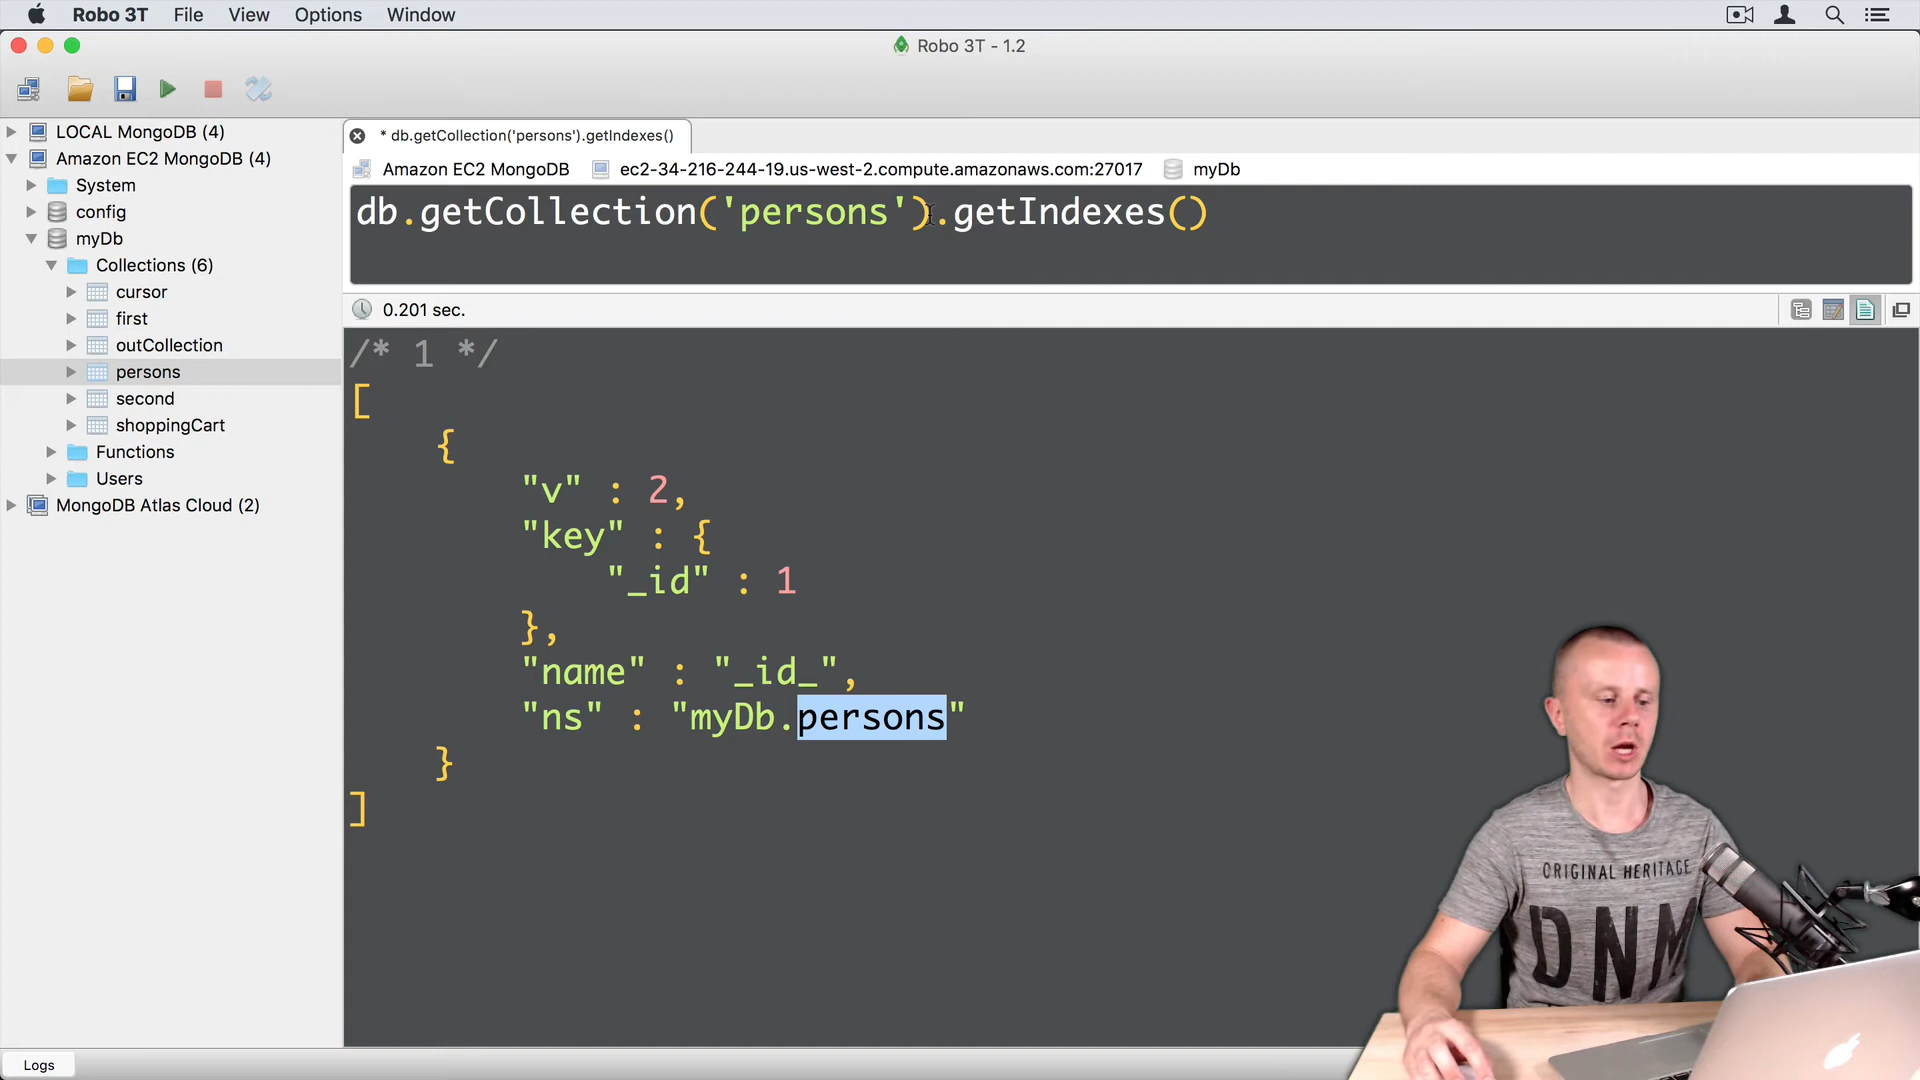 Robo 3T File View Options Window
Robo 3T - 1.2
LOCAL MongoDB (4)
Amazon EC2 MongoDB (4)
System
config
myDb
Collections (6)
cursor
first
outCollection
persons
second
shoppingCart
Functions
Users
MongoDB Atlas Cloud (2)
* db.getCollection('persons').getIndexes()
Amazon EC2 MongoDB ec2-34-216-244-19.us-west-2.compute.amazonaws.com:27017 myDb
db.getCollection('persons').getIndexes()
0.201 sec.
/* 1 */
[
{
"v" : 2,
"key" : {
"_id" : 1
},
"name" : "_id_",
"ns" : "myDb.persons"
}
]
ORIGINAL HERITAGE
DNM
Logs